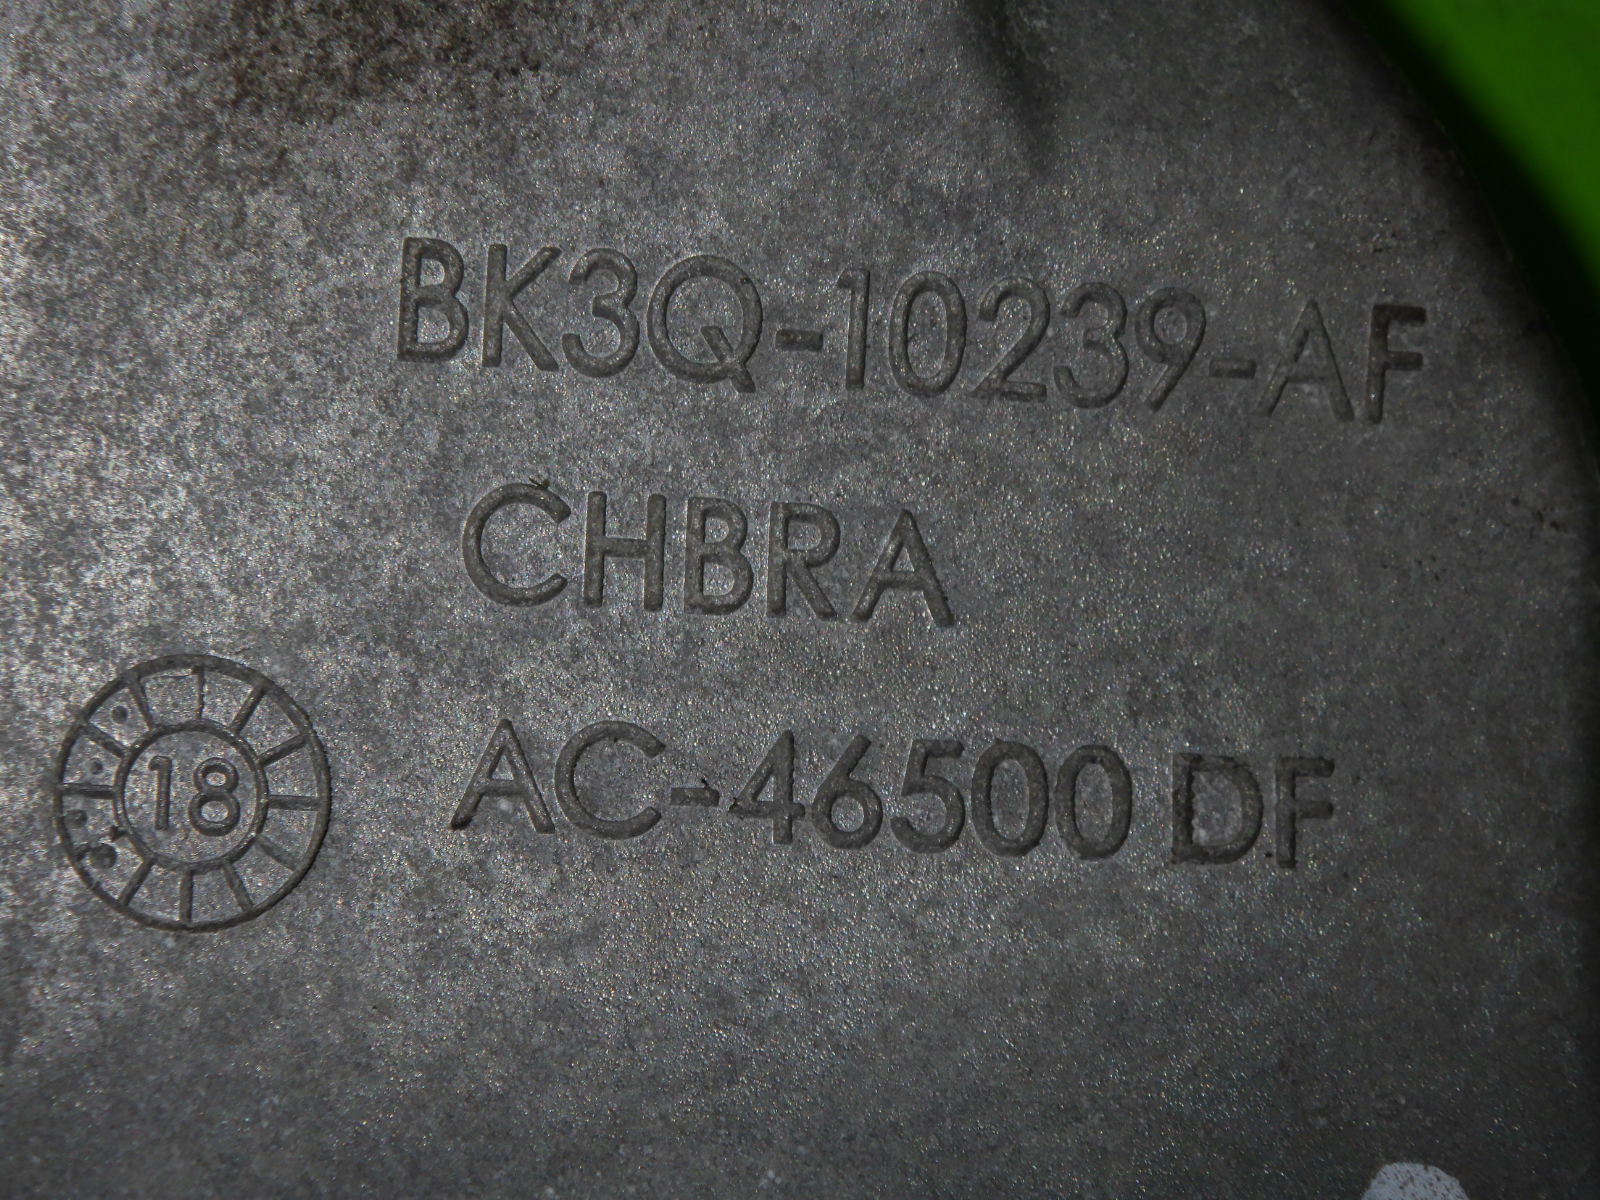 BK3Q-10239-AF
CHBRA
AC-46500 DF
18